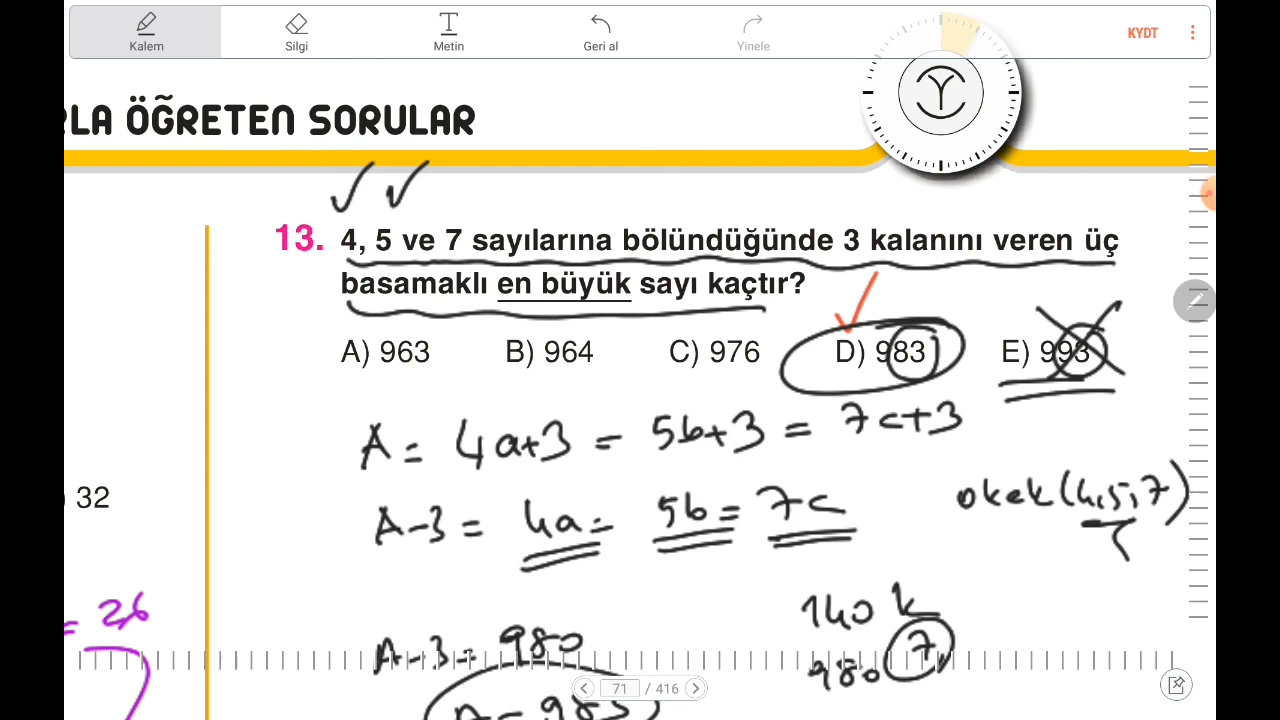 Kalem
Silgi
Metin
Geri al
Yinele
KYDT
RLA ÖĞRETEN SORULAR
13. 4, 5 ve 7 sayılarına bölündüğünde 3 kalanını veren üç
basamaklı en büyük sayı kaçtır?
A) 963 B) 964 C) 976 D) 983 E) 993
A = 4a+3 = 5b+3 = 7c+3
32
A-3 = 4a = 5b = 7c
okek(4,5,7)
= 26
140 k
A-3 = 980
980 7
A = 983
71 / 416